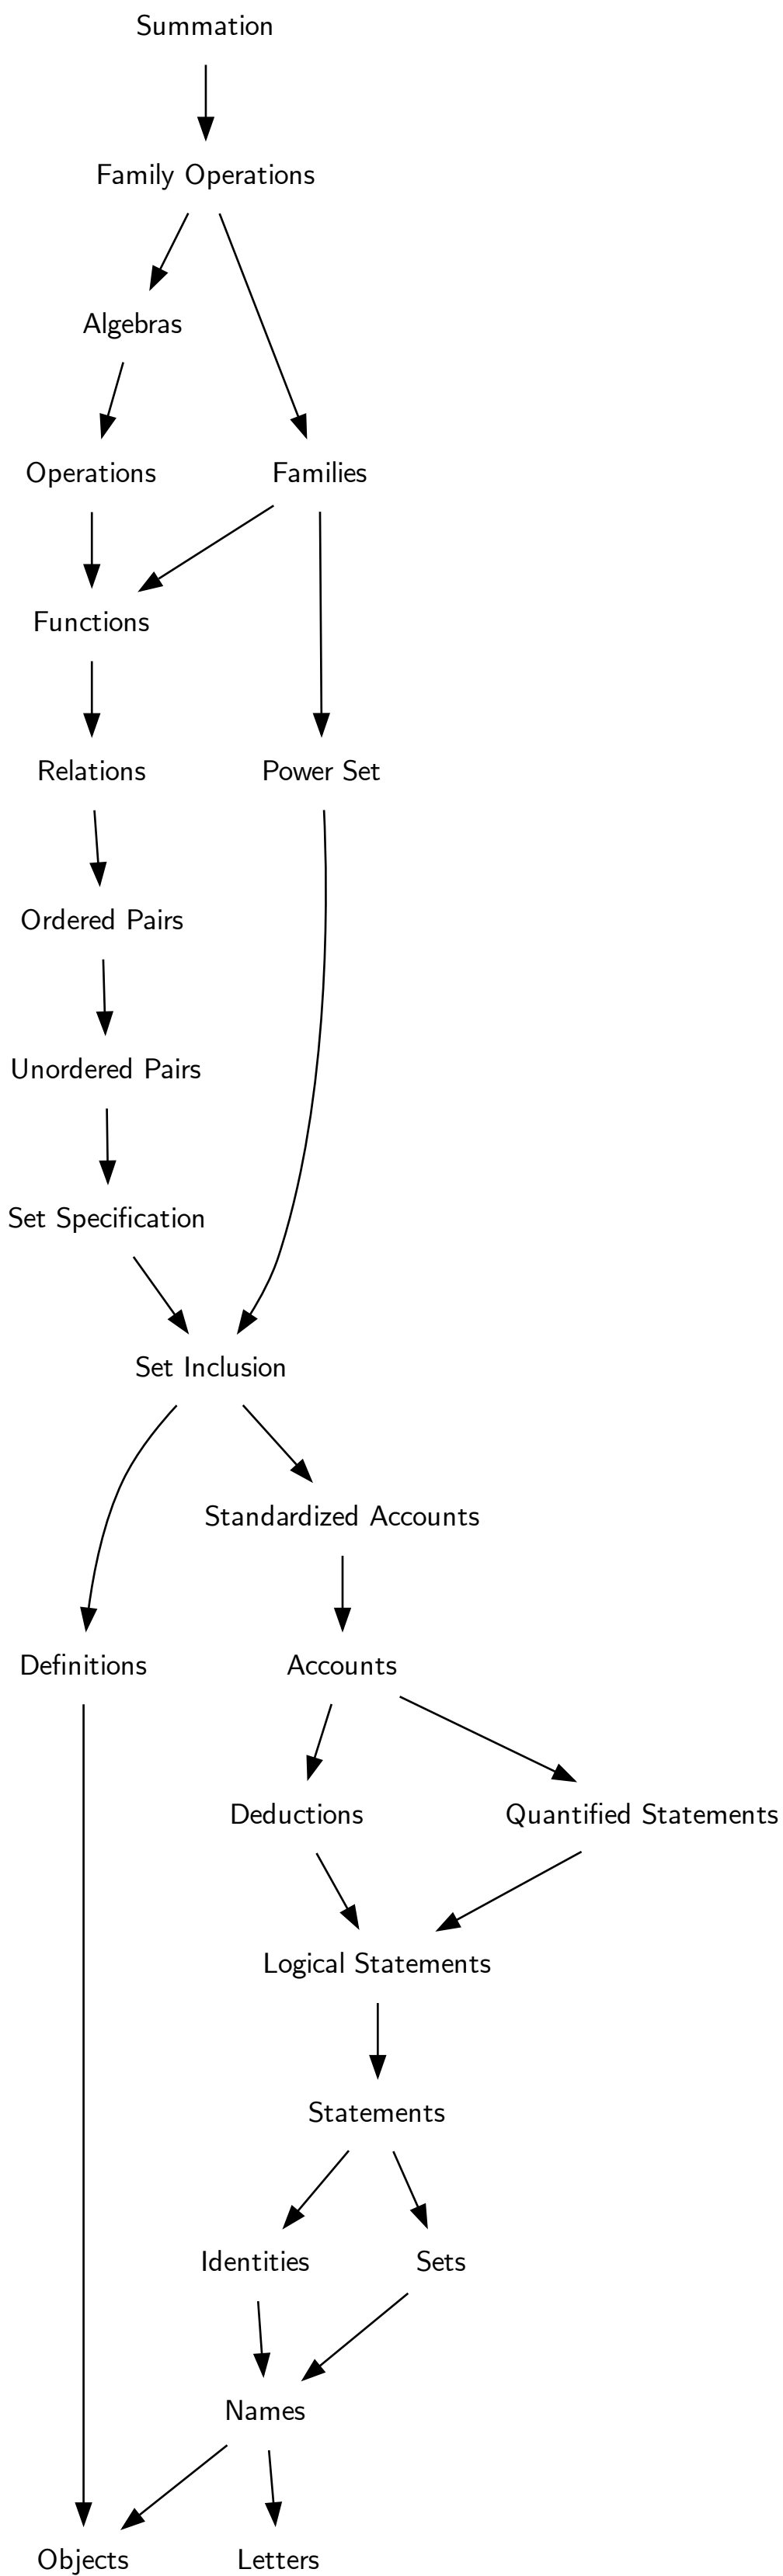 Summation
Family Operations
Algebras
Operations Families
Functions
Relations Power Set
Ordered Pairs
Unordered Pairs
Set Specification
Set Inclusion
Standardized Accounts
Definitions Accounts
Deductions Quantified Statements
Logical Statements
Statements
Identities Sets
Names
Objects Letters